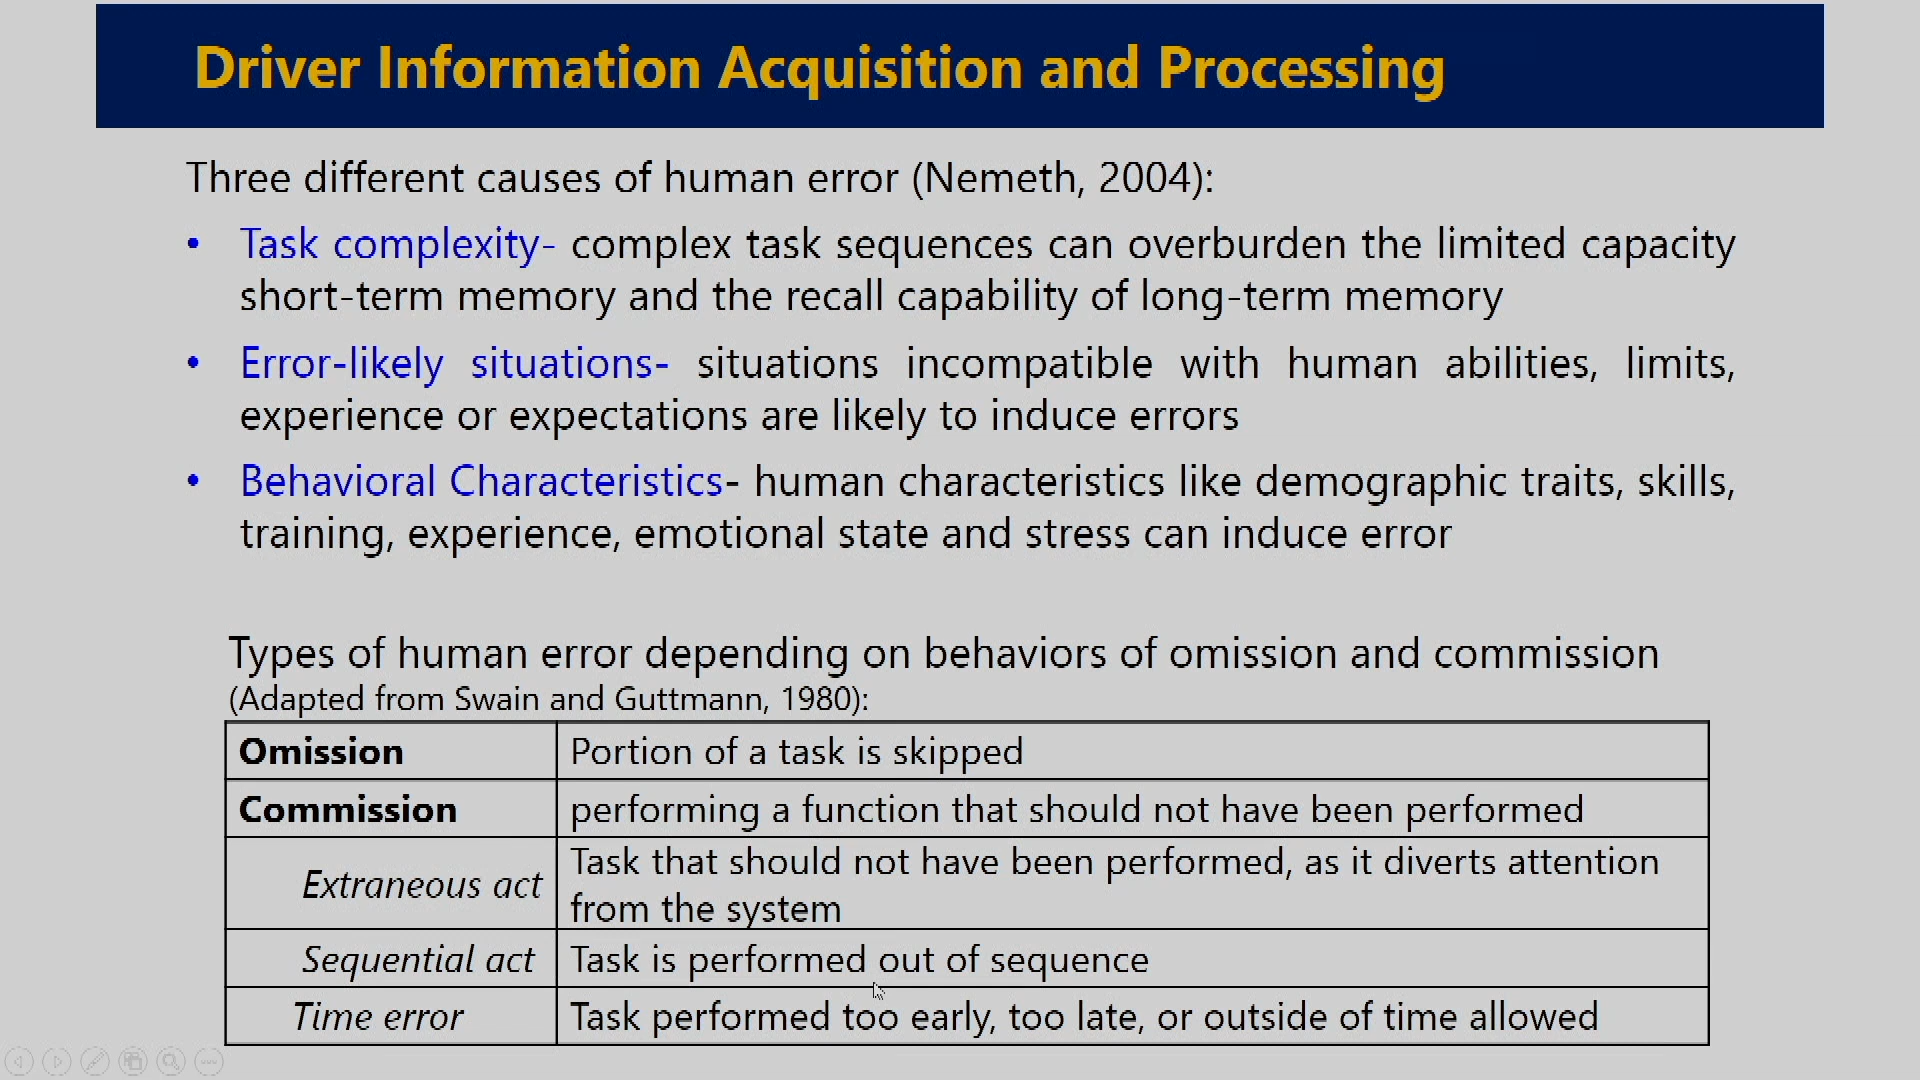 Driver Information Acquisition and Processing
Three different causes of human error (Nemeth, 2004):
• Task complexity- complex task sequences can overburden the limited capacity
short-term memory and the recall capability of long-term memory
• Error-likely situations- situations incompatible with human abilities, limits,
experience or expectations are likely to induce errors
• Behavioral Characteristics- human characteristics like demographic traits, skills,
training, experience, emotional state and stress can induce error
Types of human error depending on behaviors of omission and commission
(Adapted from Swain and Guttmann, 1980):
Omission Portion of a task is skipped
Commission performing a function that should not have been performed
Extraneous act Task that should not have been performed, as it diverts attention
from the system
Sequential act Task is performed out of sequence
Time error Task performed too early, too late, or outside of time allowed